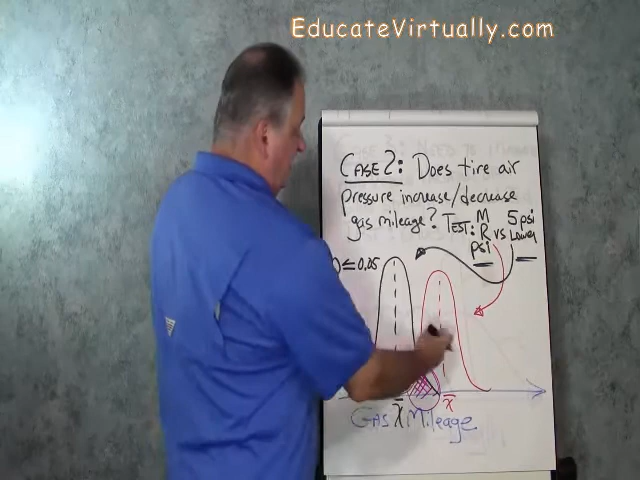 EducateVirtually.com
CASE 2: Does tire air
pressure increase/decrease
gas mileage? TEST: M R psi vs 5 psi Lower
≤ 0.05
x̄ x̄
GAS Mileage